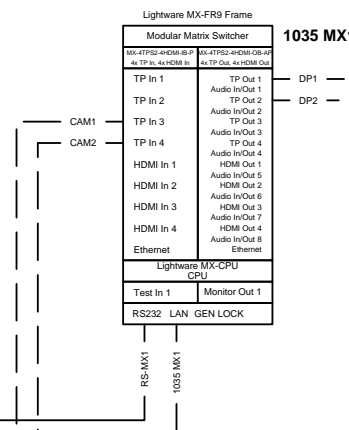 Lightware MX-FR9 Frame
Modular Matrix Switcher
1035 MX1
MX-4TPS2-4HDMI-IB-P
MX-4TPS2-4HDMI-OB-AP
4x TP In, 4x HDMI In
4x TP Out, 4x HDMI Out
TP In 1
TP Out 1
DP1
Audio In/Out 1
TP In 2
TP Out 2
DP2
Audio In/Out 2
CAM1
TP In 3
TP Out 3
Audio In/Out 3
CAM2
TP In 4
TP Out 4
Audio In/Out 4
HDMI In 1
HDMI Out 1
Audio In/Out 5
HDMI In 2
HDMI Out 2
Audio In/Out 6
HDMI In 3
HDMI Out 3
Audio In/Out 7
HDMI In 4
HDMI Out 4
Audio In/Out 8
Ethernet
Ethernet
Lightware MX-CPU
CPU
Test In 1
Monitor Out 1
RS232 LAN GEN LOCK
RS-MX1
1035 MX1